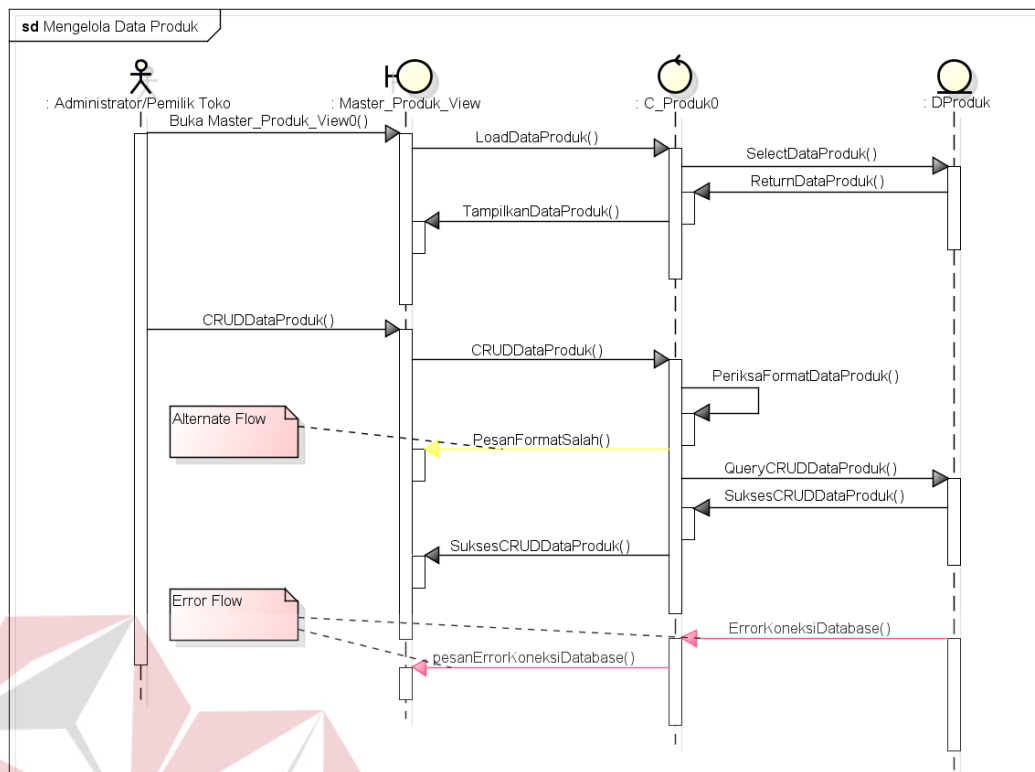 sd Mengelola Data Produk
: Administrator/Pemilik Toko
: Master_Produk_View
: C_Produk0
: DProduk
Buka Master_Produk_View0()
LoadDataProduk()
SelectDataProduk()
ReturnDataProduk()
TampilkanDataProduk()
CRUDDataProduk()
CRUDDataProduk()
PeriksaFormatDataProduk()
Alternate Flow
PesanFormatSalah()
QueryCRUDDataProduk()
SuksesCRUDDataProduk()
SuksesCRUDDataProduk()
Error Flow
ErrorKoneksiDatabase()
pesanErrorKoneksiDatabase()